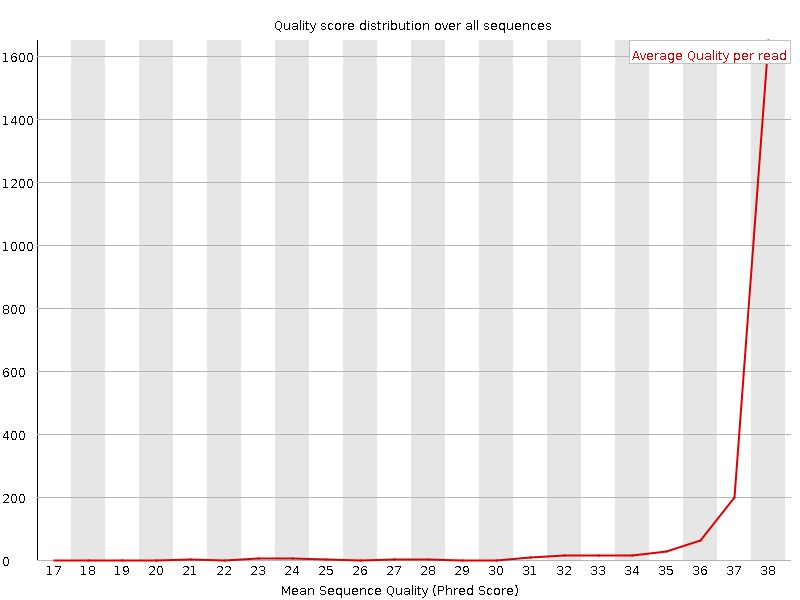 Quality score distribution over all sequences
Average Quality per read
1600
1400
1200
1000
800
600
400
200
0
17 18 19 20 21 22 23 24 25 26 27 28 29 30 31 32 33 34 35 36 37 38
Mean Sequence Quality (Phred Score)